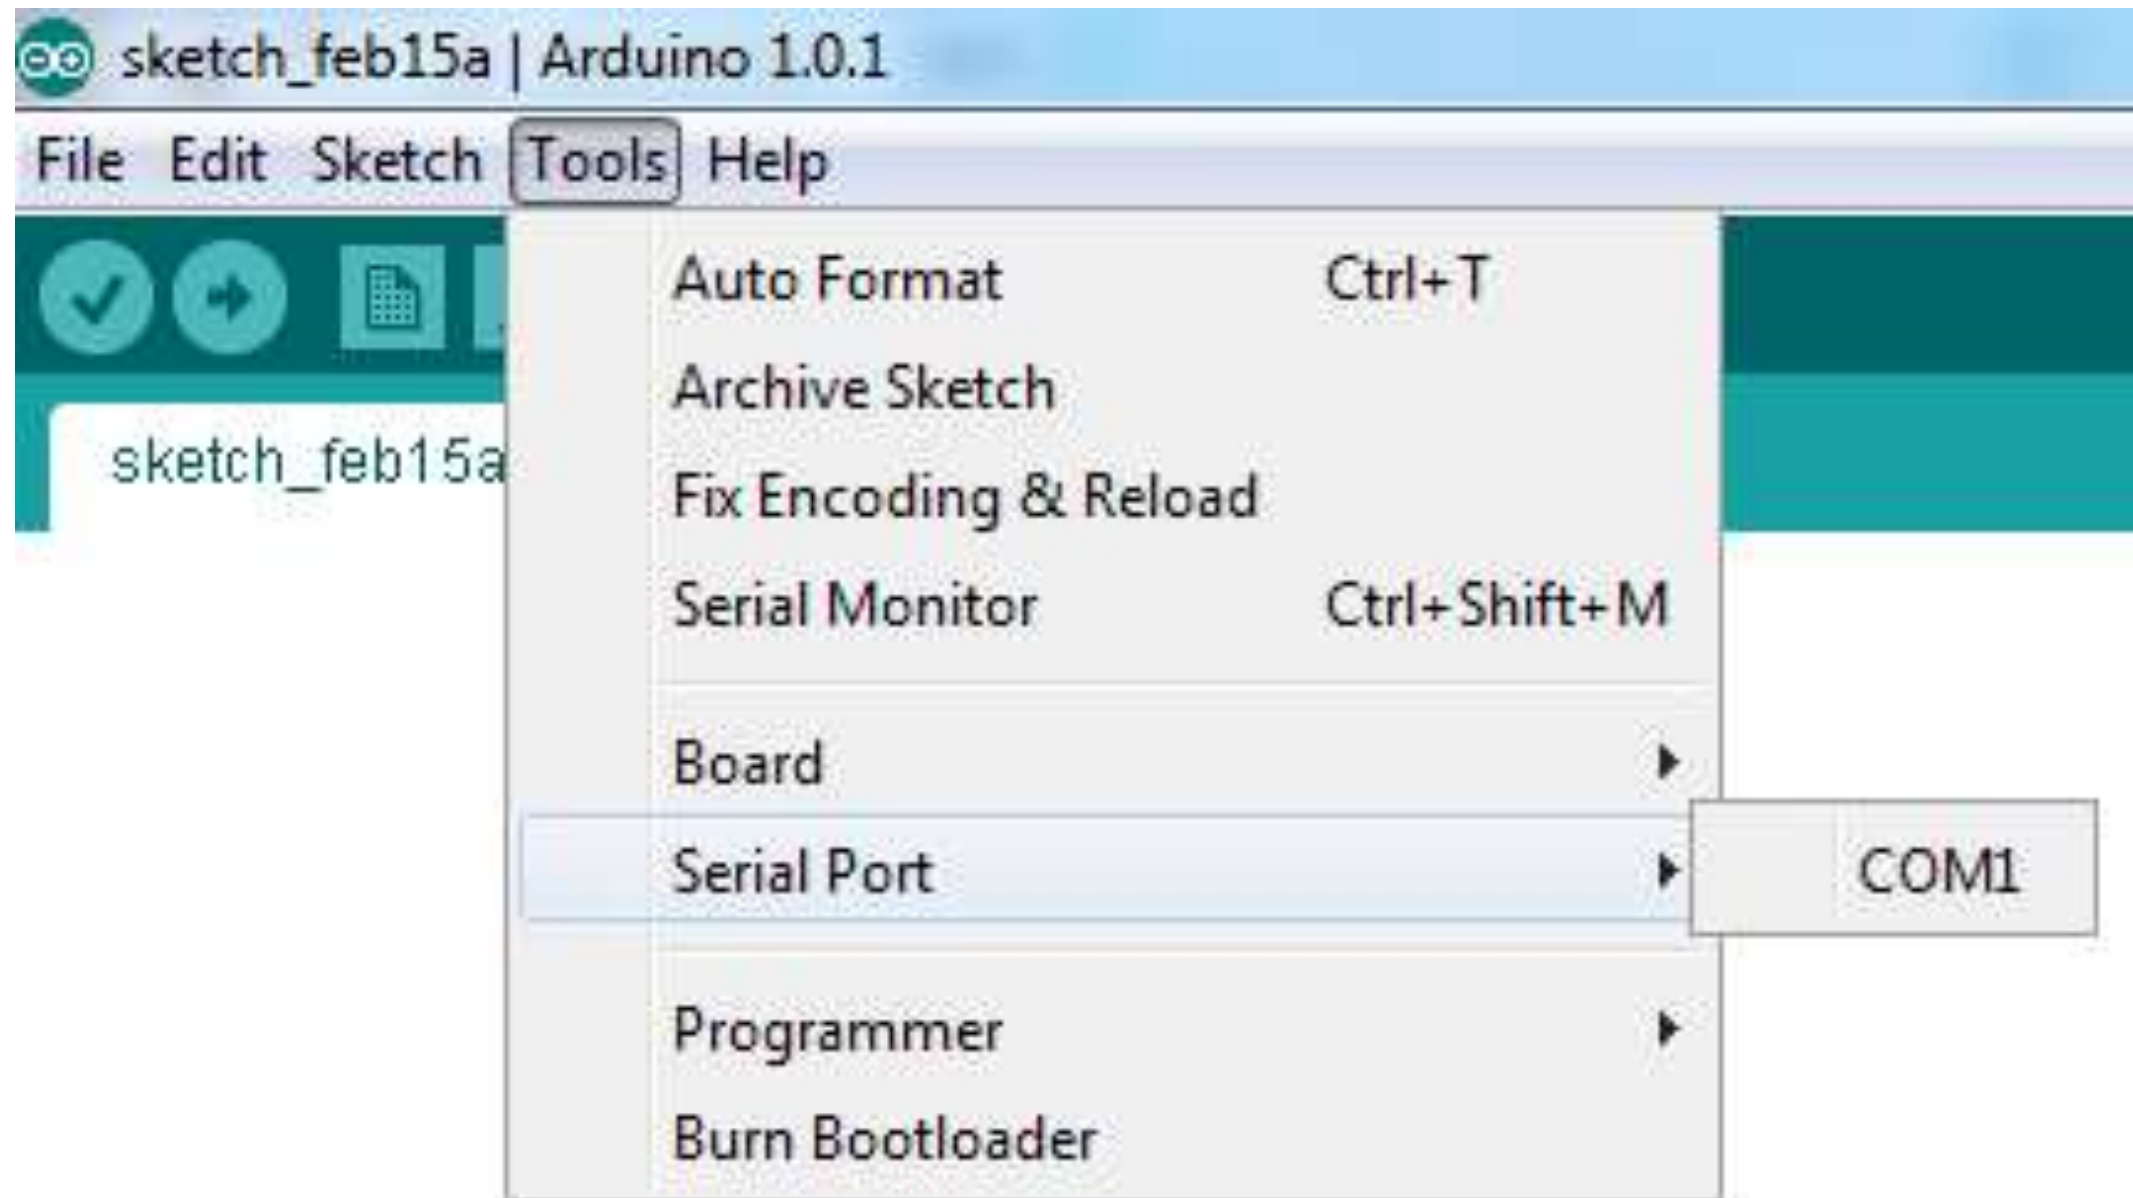 sketch_feb15a | Arduino 1.0.1
File Edit Sketch Tools Help
sketch_feb15a
Auto Format Ctrl+T
Archive Sketch
Fix Encoding & Reload
Serial Monitor Ctrl+Shift+M
Board
Serial Port
COM1
Programmer
Burn Bootloader